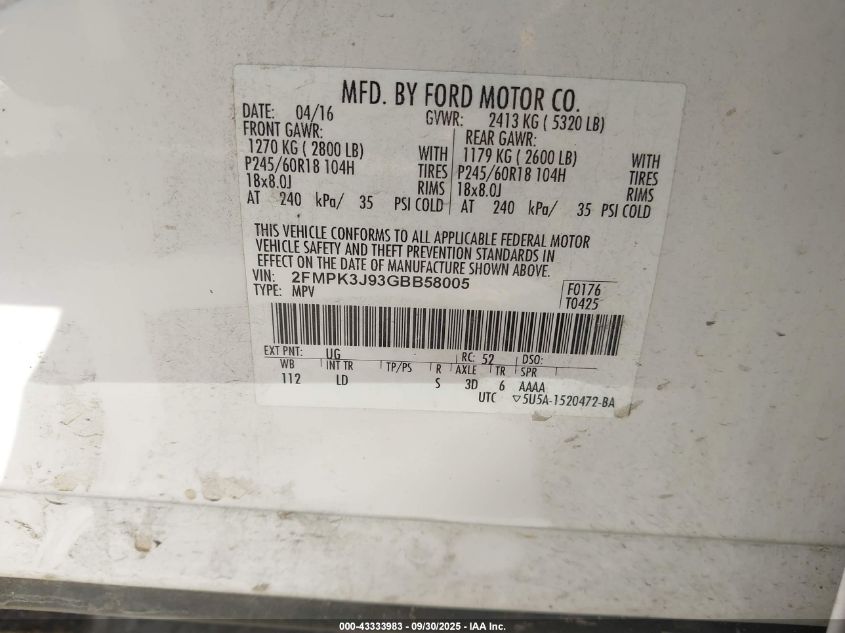 MFD. BY FORD MOTOR CO.
DATE: 04/16 GVWR: 2413 KG ( 5320 LB)
FRONT GAWR: REAR GAWR:
1270 KG ( 2800 LB) WITH 1179 KG ( 2600 LB) WITH
P245/60R18 104H TIRES P245/60R18 104H TIRES
18x8.0J RIMS 18x8.0J RIMS
AT 240 kPa/ 35 PSI COLD AT 240 kPa/ 35 PSI COLD
THIS VEHICLE CONFORMS TO ALL APPLICABLE FEDERAL MOTOR
VEHICLE SAFETY AND THEFT PREVENTION STANDARDS IN
EFFECT ON THE DATE OF MANUFACTURE SHOWN ABOVE.
VIN: 2FMPK3J93GBB58005 F0176
TYPE: MPV T0425
EXT PNT: UG RC: 52 DSO:
WB INT TR TP/PS R AXLE TR SPR
112 LD S 3D 6 AAAA
UTC ▽5U5A-1520472-BA
000-43333983 - 09/30/2025 - IAA Inc.